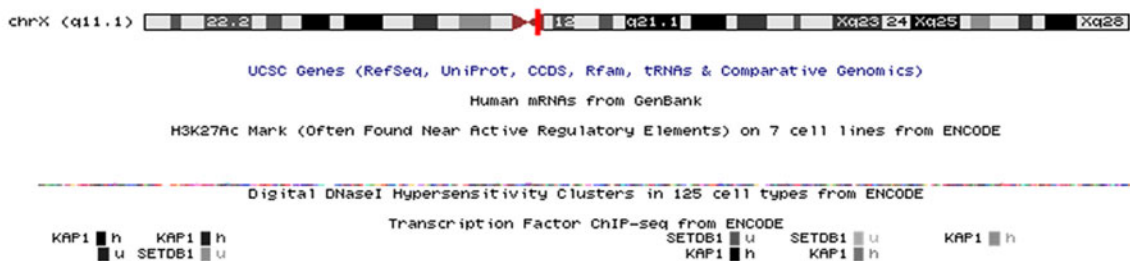 chrX (q11.1) 22.2 12 q21.1 Xq23 24 Xq25 Xq28
UCSC Genes (RefSeq, UniProt, CCDS, Rfam, tRNAs & Comparative Genomics)
Human mRNAs from GenBank
H3K27Ac Mark (Often Found Near Active Regulatory Elements) on 7 cell lines from ENCODE
Digital DNaseI Hypersensitivity Clusters in 125 cell types from ENCODE
Transcription Factor ChIP-seq from ENCODE
KAP1 h KAP1 h SETDB1 u SETDB1 u KAP1 h
u SETDB1 u KAP1 h KAP1 h